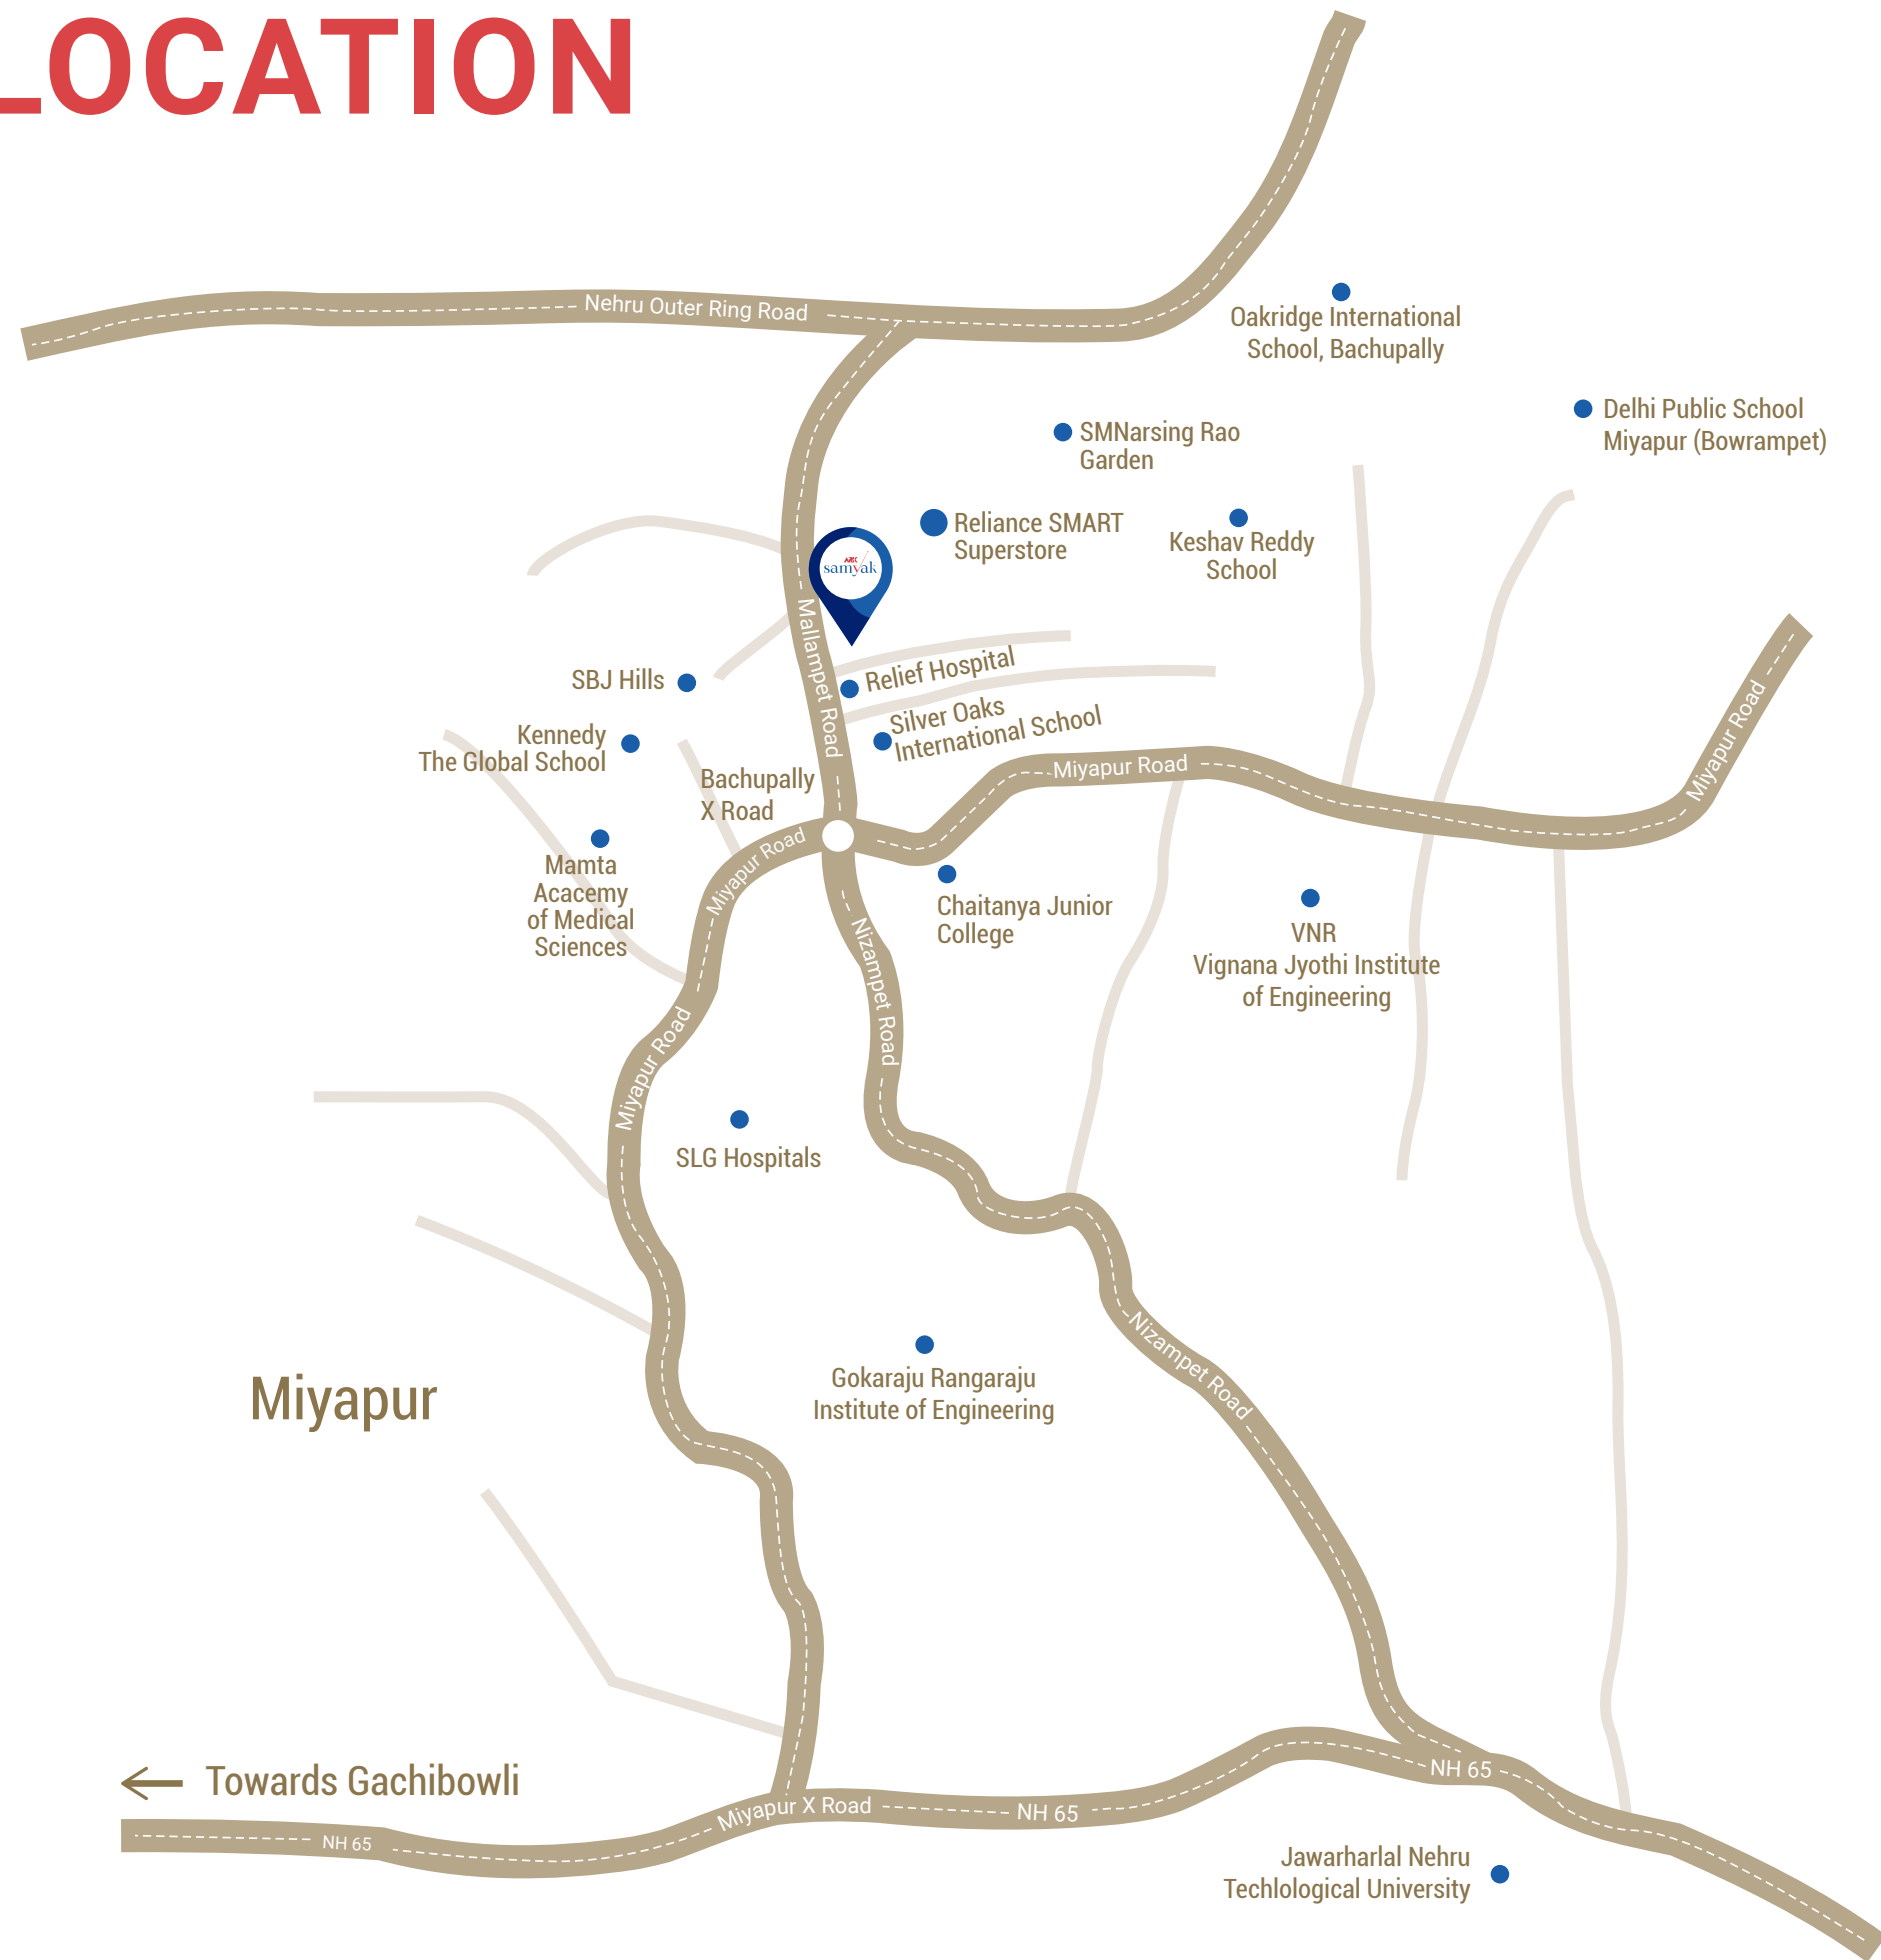 LOCATION
Nehru Outer Ring Road
Oakridge International
School, Bachupally
Delhi Public School
Miyapur (Bowrampet)
SMNarsing Rao
Garden
Reliance SMART
Superstore
Keshav Reddy
School
samyak
Mallampet Road
Relief Hospital
SBJ Hills
Silver Oaks
International School
Kennedy
The Global School
Miyapur Road
Miyapur Road
Bachupally
X Road
Miyapur Road
Mamta
Acacemy
of Medical
Sciences
Chaitanya Junior
College
Nizampet Road
VNR
Vignana Jyothi Institute
of Engineering
Miyapur Road
SLG Hospitals
Nizampet Road
Gokaraju Rangaraju
Institute of Engineering
Miyapur
Towards Gachibowli
NH 65
Miyapur X Road
NH 65
NH 65
Jawarharlal Nehru
Techlological University